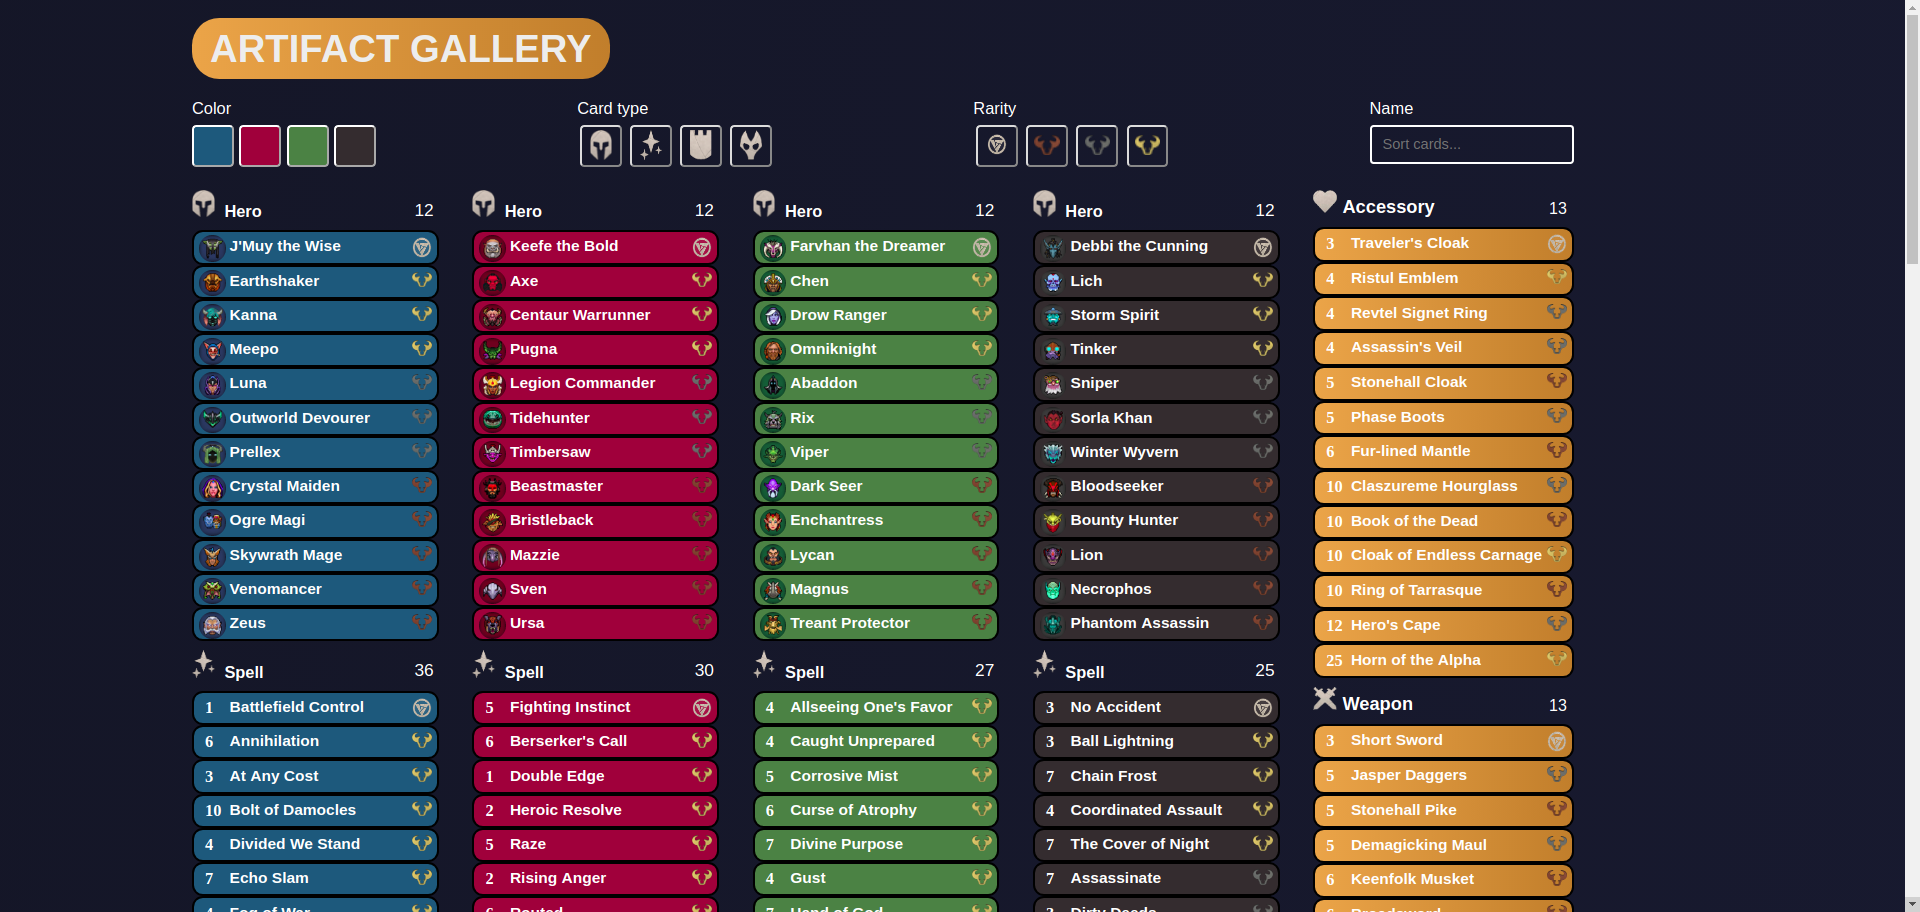 ARTIFACT GALLERY
Color
Card type
Rarity
Name
Sort cards...
Hero 12
J'Muy the Wise
Earthshaker
Kanna
Meepo
Luna
Outworld Devourer
Prellex
Crystal Maiden
Ogre Magi
Skywrath Mage
Venomancer
Zeus
Spell 36
1 Battlefield Control
6 Annihilation
3 At Any Cost
10 Bolt of Damocles
4 Divided We Stand
7 Echo Slam
4 Fog of War
Hero 12
Keefe the Bold
Axe
Centaur Warrunner
Pugna
Legion Commander
Tidehunter
Timbersaw
Beastmaster
Bristleback
Mazzie
Sven
Ursa
Spell 30
5 Fighting Instinct
6 Berserker's Call
1 Double Edge
2 Heroic Resolve
5 Raze
2 Rising Anger
6 Routed
Hero 12
Farvhan the Dreamer
Chen
Drow Ranger
Omniknight
Abaddon
Rix
Viper
Dark Seer
Enchantress
Lycan
Magnus
Treant Protector
Spell 27
4 Allseeing One's Favor
4 Caught Unprepared
5 Corrosive Mist
6 Curse of Atrophy
7 Divine Purpose
4 Gust
7 Hand of God
Hero 12
Debbi the Cunning
Lich
Storm Spirit
Tinker
Sniper
Sorla Khan
Winter Wyvern
Bloodseeker
Bounty Hunter
Lion
Necrophos
Phantom Assassin
Spell 25
3 No Accident
3 Ball Lightning
7 Chain Frost
4 Coordinated Assault
7 The Cover of Night
7 Assassinate
3 Dirty Deeds
Accessory 13
3 Traveler's Cloak
4 Ristul Emblem
4 Revtel Signet Ring
4 Assassin's Veil
5 Stonehall Cloak
5 Phase Boots
6 Fur-lined Mantle
10 Claszureme Hourglass
10 Book of the Dead
10 Cloak of Endless Carnage
10 Ring of Tarrasque
12 Hero's Cape
25 Horn of the Alpha
Weapon 13
3 Short Sword
5 Jasper Daggers
5 Stonehall Pike
5 Demagicking Maul
6 Keenfolk Musket
6 Broadsword